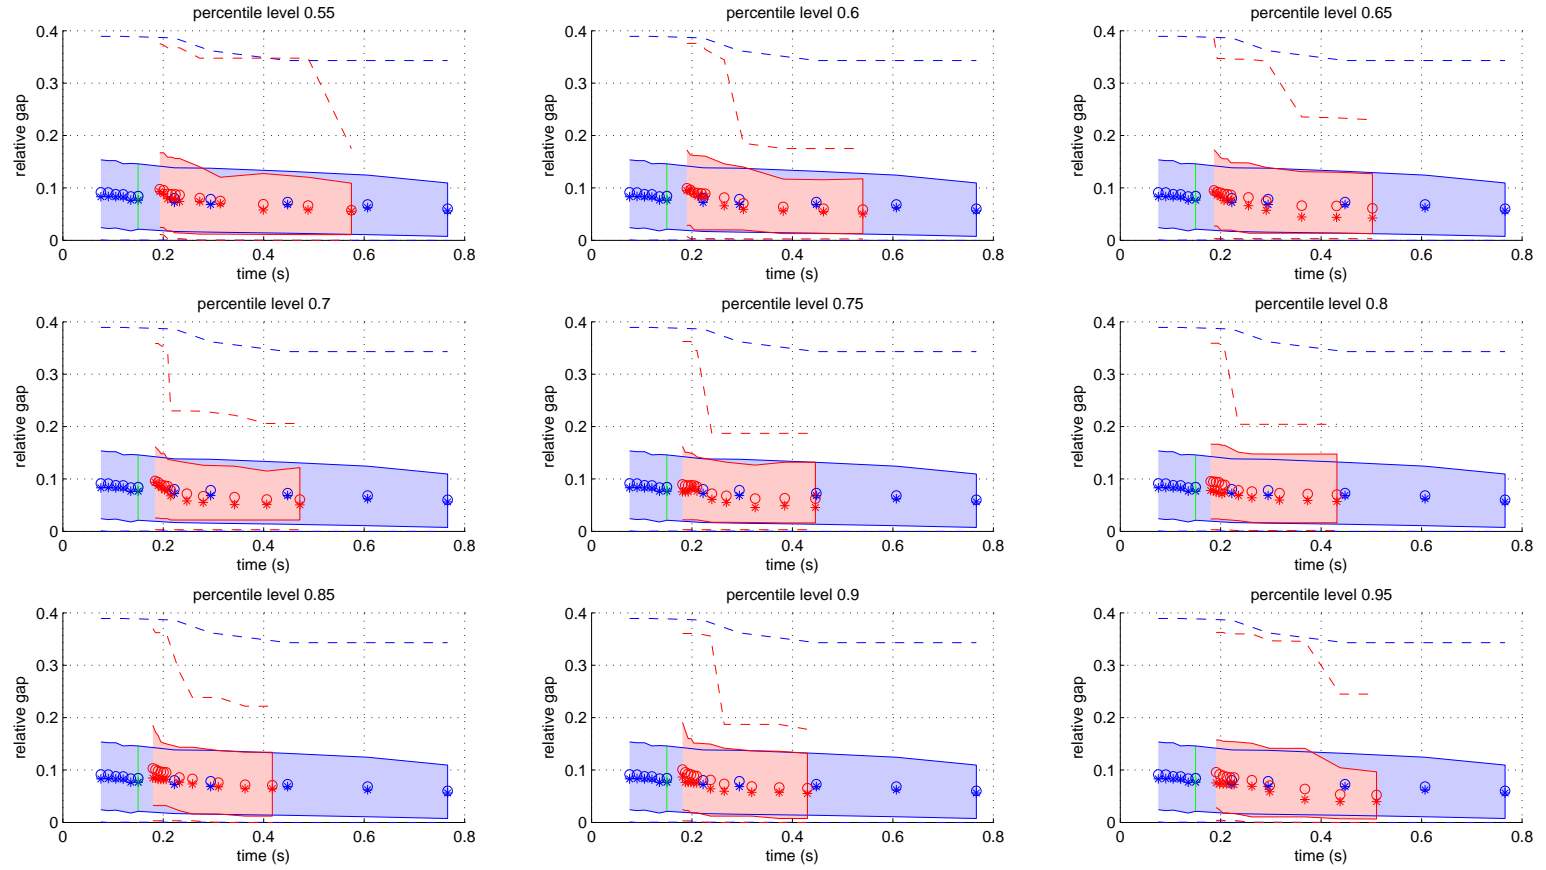 percentile level 0.55
percentile level 0.6
percentile level 0.65
0.4
0.3
0.2
0.1
0
relative gap
0 0.2 0.4 0.6 0.8
time (s)
0.4
0.3
0.2
0.1
0
relative gap
0 0.2 0.4 0.6 0.8
time (s)
0.4
0.3
0.2
0.1
0
relative gap
0 0.2 0.4 0.6 0.8
time (s)
percentile level 0.7
percentile level 0.75
percentile level 0.8
0.4
0.3
0.2
0.1
0
relative gap
0 0.2 0.4 0.6 0.8
time (s)
0.4
0.3
0.2
0.1
0
relative gap
0 0.2 0.4 0.6 0.8
time (s)
0.4
0.3
0.2
0.1
0
relative gap
0 0.2 0.4 0.6 0.8
time (s)
percentile level 0.85
percentile level 0.9
percentile level 0.95
0.4
0.3
0.2
0.1
0
relative gap
0 0.2 0.4 0.6 0.8
time (s)
0.4
0.3
0.2
0.1
0
relative gap
0 0.2 0.4 0.6 0.8
time (s)
0.4
0.3
0.2
0.1
0
relative gap
0 0.2 0.4 0.6 0.8
time (s)